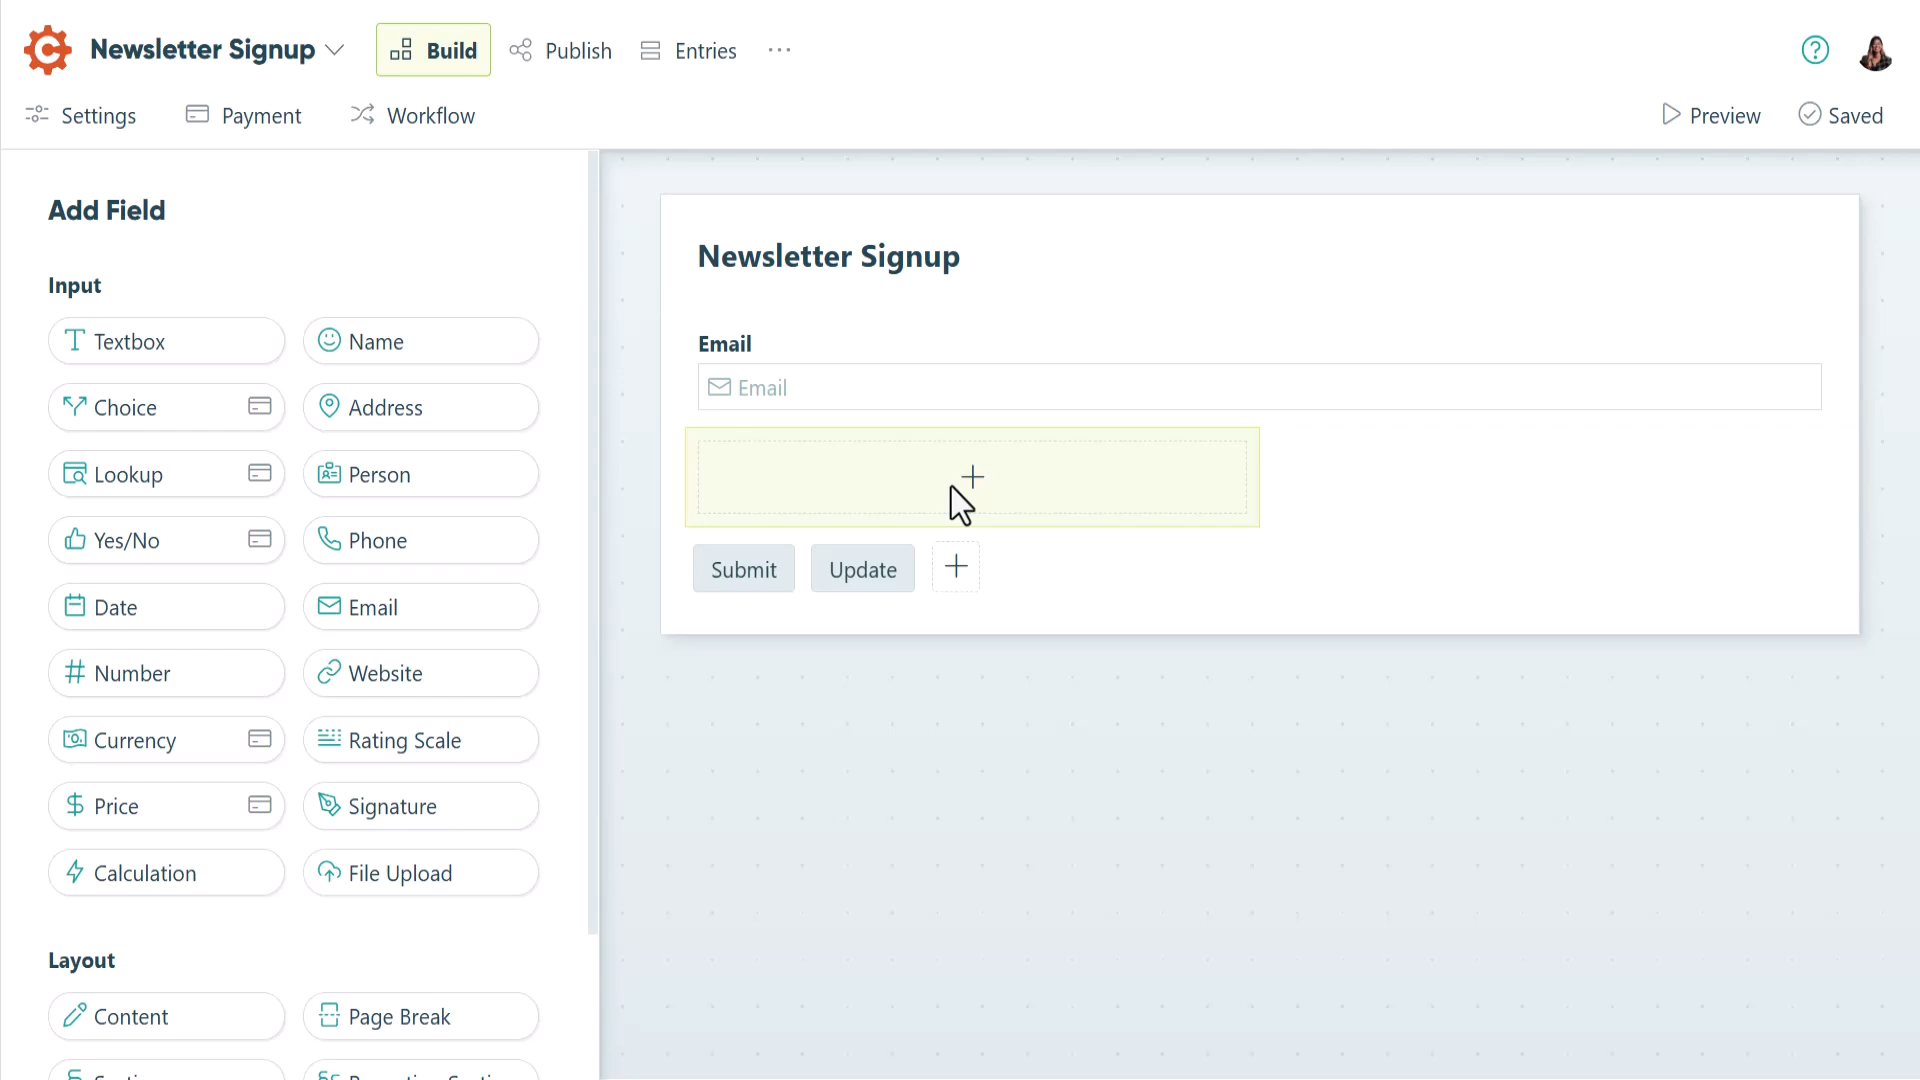 Newsletter Signup
Build
Publish
Entries
Settings
Payment
Workflow
Preview
Saved
Add Field
Input
Textbox
Name
Choice
Address
Lookup
Person
Yes/No
Phone
Date
Email
Number
Website
Currency
Rating Scale
Price
Signature
Calculation
File Upload
Layout
Content
Page Break
Newsletter Signup
Email
Email
Submit
Update